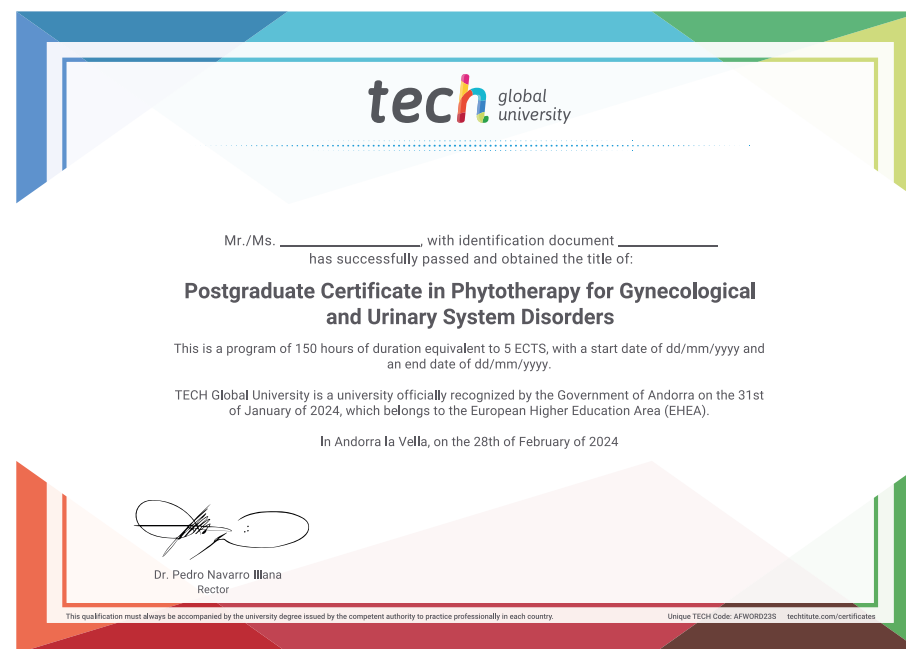 tech global university
Mr./Ms. ____________, with identification document ____________
has successfully passed and obtained the title of:
Postgraduate Certificate in Phytotherapy for Gynecological
and Urinary System Disorders
This is a program of 150 hours of duration equivalent to 5 ECTS, with a start date of dd/mm/yyyy and
an end date of dd/mm/yyyy.
TECH Global University is a university officially recognized by the Government of Andorra on the 31st
of January of 2024, which belongs to the European Higher Education Area (EHEA).
In Andorra la Vella, on the 28th of February of 2024
Dr. Pedro Navarro Illana
Rector
This qualification must always be accompanied by the university degree issued by the competent authority to practice professionally in each country.
Unique TECH Code: AFWORD23S techtitute.com/certificates